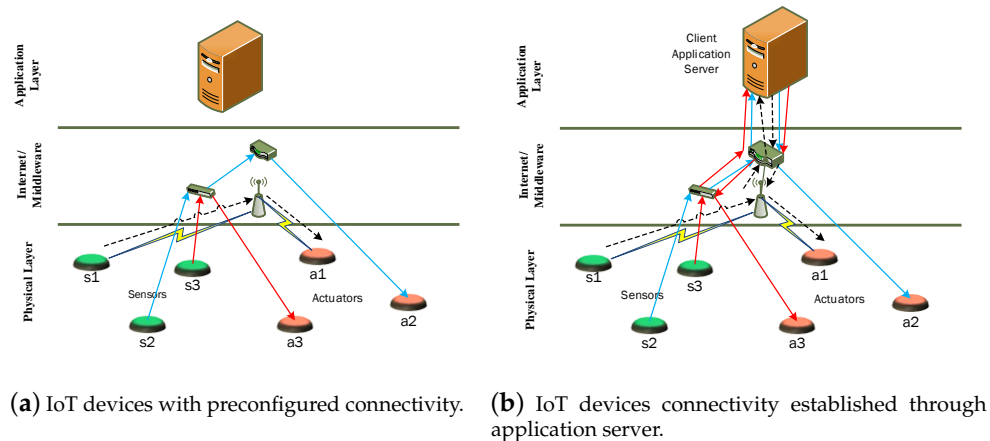 Application
Layer
Internet/
Middleware
Physical Layer
s1
s3
Sensors
s2
a1
Actuators
a2
a3
Client
Application
Server
Application
Layer
Internet/
Middleware
Physical Layer
s1
s3
Sensors
s2
a1
Actuators
a2
a3
(a) IoT devices with preconfigured connectivity.
(b) IoT devices connectivity established through
application server.